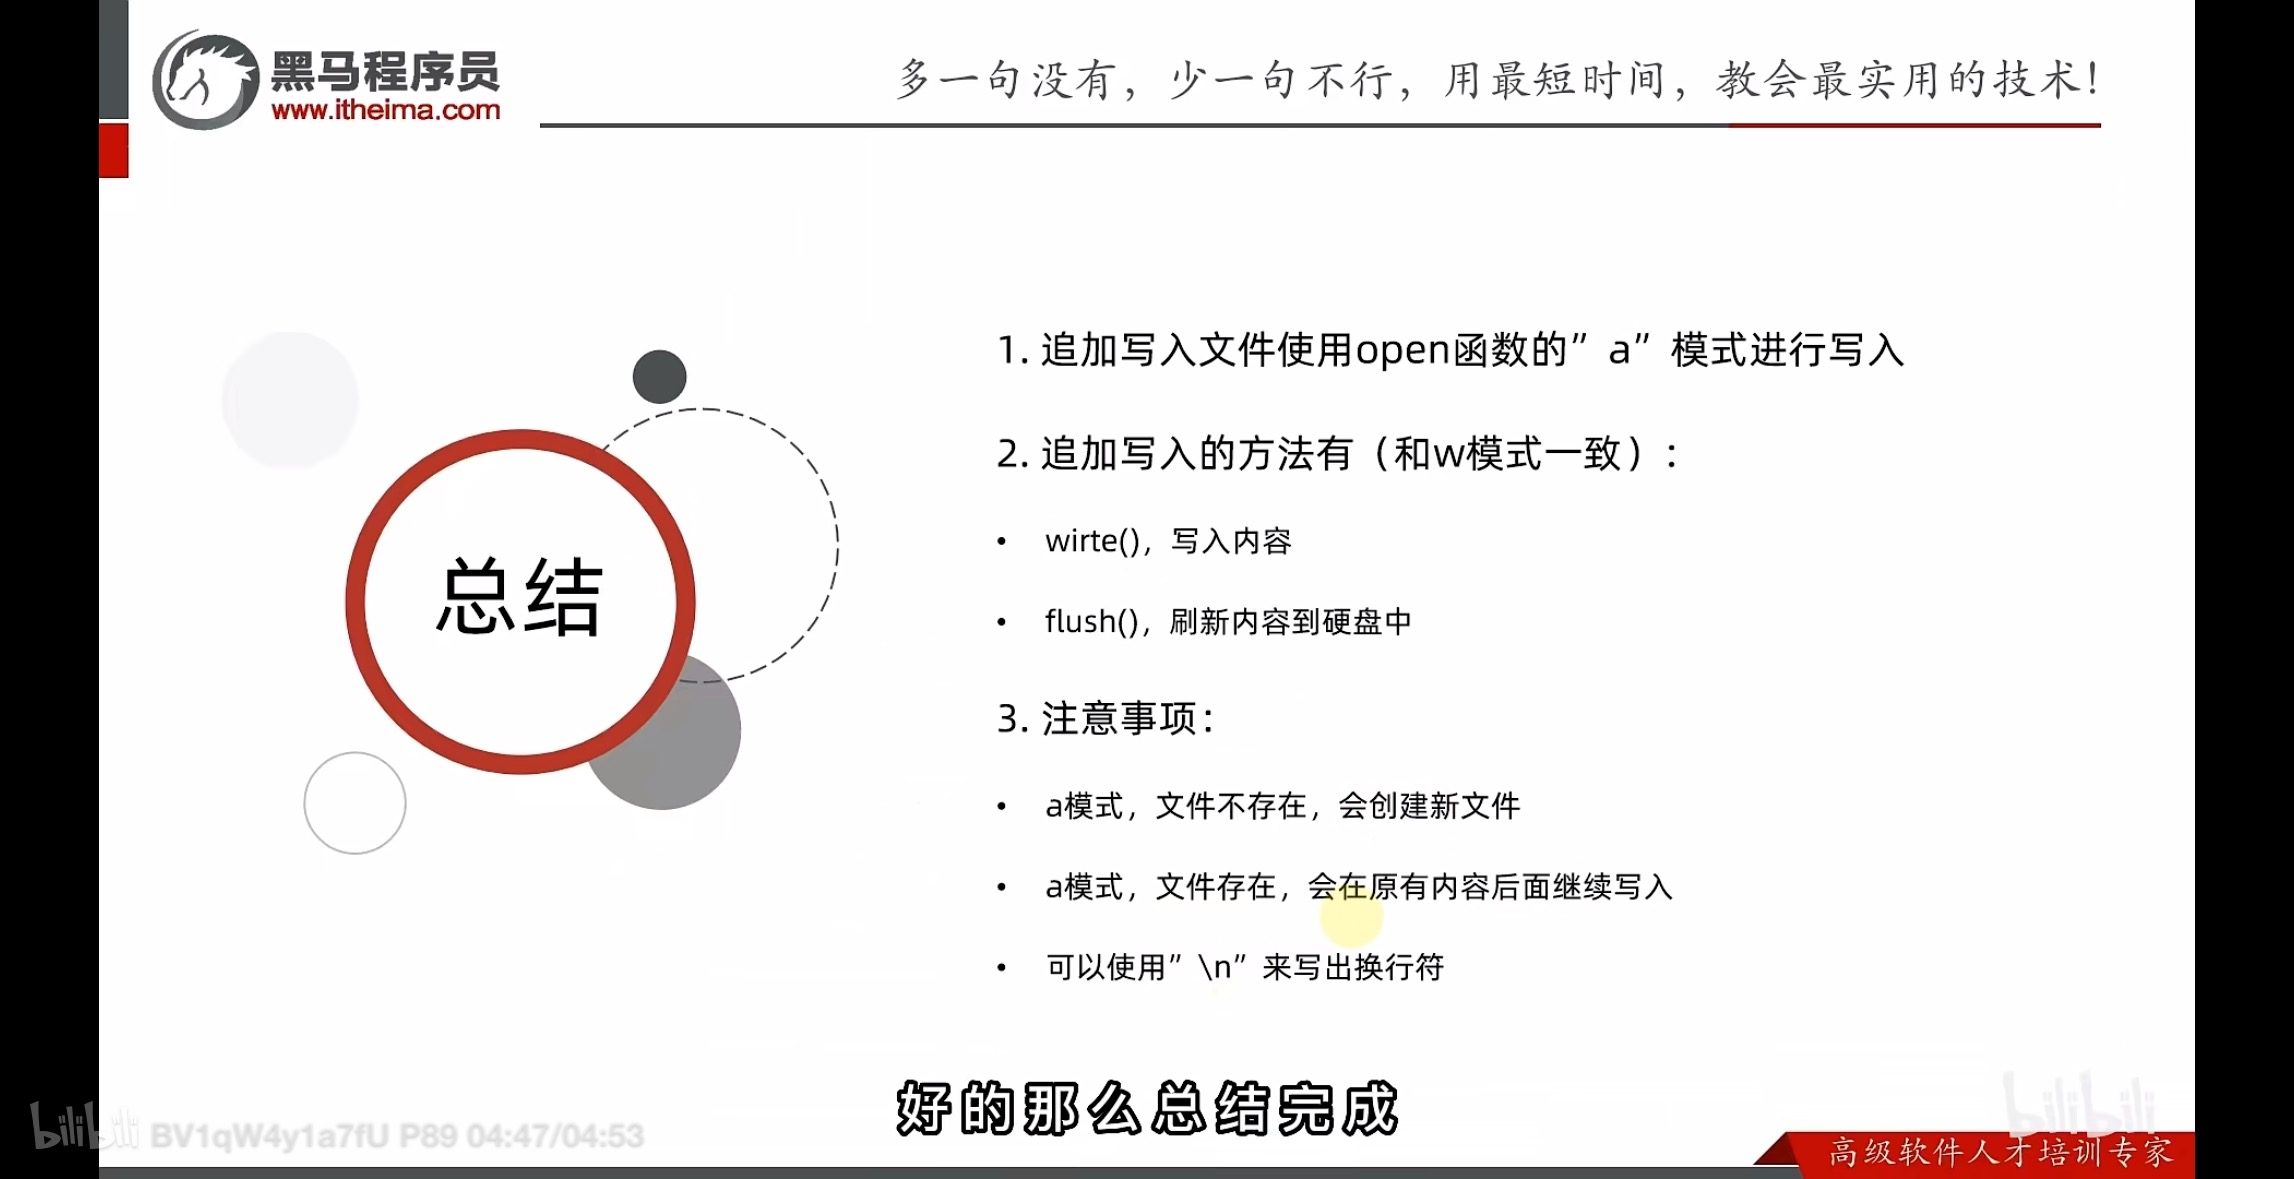 黑马程序员
www.itheima.com
多一句没有，少一句不行，用最短时间，教会最实用的技术！
总结
1. 追加写入文件使用open函数的”a”模式进行写入
2. 追加写入的方法有（和w模式一致）：
• wirte()，写入内容
• flush()，刷新内容到硬盘中
3. 注意事项：
• a模式，文件不存在，会创建新文件
• a模式，文件存在，会在原有内容后面继续写入
• 可以使用”\n”来写出换行符
好的那么总结完成
bilibili BV1qW4y1a7fU P89 04:47/04:53
bilibili
高级软件人才培训专家